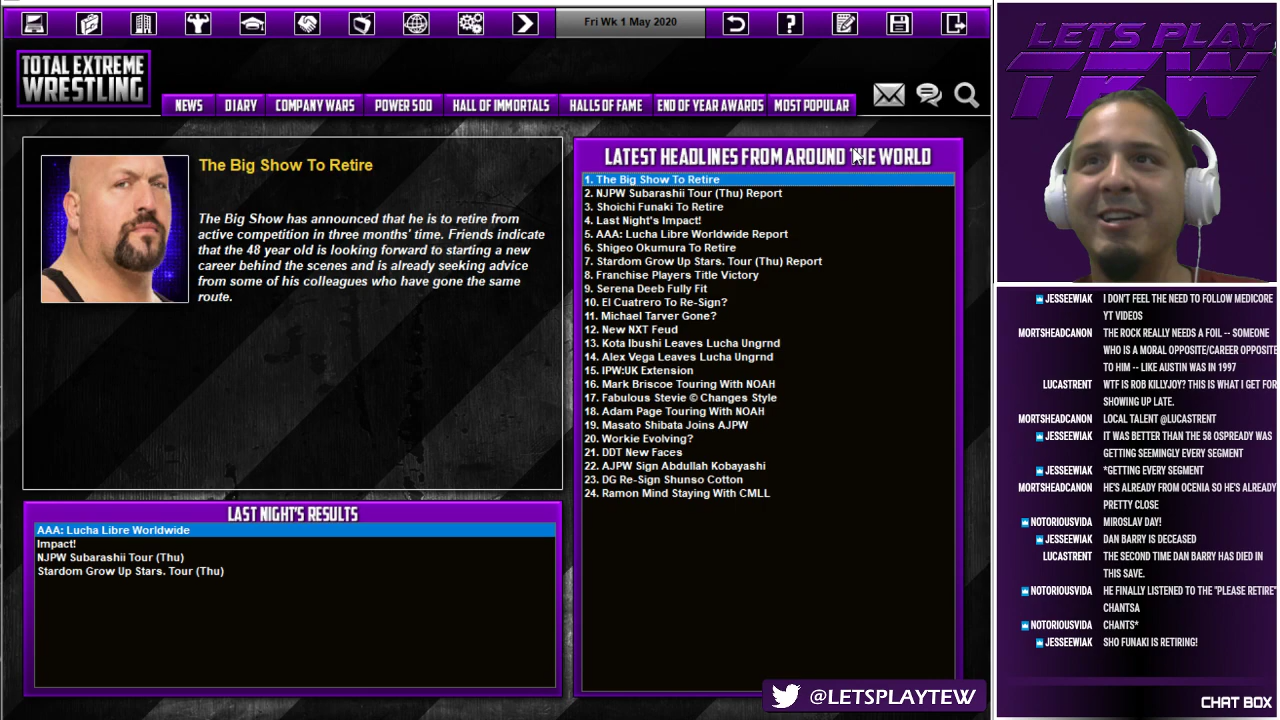 Fri Wk 1 May 2020
TOTAL EXTREME
WRESTLING
NEWS
DIARY
COMPANY WARS
POWER 500
HALL OF IMMORTALS
HALLS OF FAME
END OF YEAR AWARDS
MOST POPULAR
LETS PLAY
TEW
The Big Show To Retire
The Big Show has announced that he is to retire from
active competition in three months' time. Friends indicate
that the 48 year old is looking forward to starting a new
career behind the scenes and is already seeking advice
from some of his colleagues who have gone the same
route.
LATEST HEADLINES FROM AROUND THE WORLD
1. The Big Show To Retire
2. NJPW Subarashii Tour (Thu) Report
3. Shoichi Funaki To Retire
4. Last Night's Impact!
5. AAA: Lucha Libre Worldwide Report
6. Shigeo Okumura To Retire
7. Stardom Grow Up Stars. Tour (Thu) Report
8. Franchise Players Title Victory
9. Serena Deeb Fully Fit
10. El Cuatrero To Re-Sign?
11. Michael Tarver Gone?
12. New NXT Feud
13. Kota Ibushi Leaves Lucha Ungrnd
14. Alex Vega Leaves Lucha Ungrnd
15. IPW:UK Extension
16. Mark Briscoe Touring With NOAH
17. Fabulous Stevie © Changes Style
18. Adam Page Touring With NOAH
19. Masato Shibata Joins AJPW
20. Workie Evolving?
21. DDT New Faces
22. AJPW Sign Abdullah Kobayashi
23. DG Re-Sign Shunso Cotton
24. Ramon Mind Staying With CMLL
LAST NIGHT'S RESULTS
AAA: Lucha Libre Worldwide
Impact!
NJPW Subarashii Tour (Thu)
Stardom Grow Up Stars. Tour (Thu)
@LETSPLAYTEW
JESSEEWIAK I DON'T FEEL THE NEED TO FOLLOW MEDICORE
YT VIDEOS
MORTSHEADCANON THE ROCK REALLY NEEDS A FOIL -- SOMEONE
WHO IS A MORAL OPPOSITE/CAREER OPPOSITE
TO HIM -- LIKE AUSTIN WAS IN 1997
LUCASTRENT WTF IS ROB KILLYJOY? THIS IS WHAT I GET FOR
SHOWING UP LATE.
MORTSHEADCANON LOCAL TALENT @LUCASTRENT
JESSEEWIAK IT WAS BETTER THAN THE 58 OSPREADY WAS
GETTING SEEMINGLY EVERY SEGMENT
JESSEEWIAK *GETTING EVERY SEGMENT
MORTSHEADCANON HE'S ALREADY FROM OCENIA SO HE'S ALREADY
PRETTY CLOSE
NOTORIOUSVIDA MIROSLAV DAY!
JESSEEWIAK DAN BARRY IS DECEASED
LUCASTRENT THE SECOND TIME DAN BARRY HAS DIED IN
THIS SAVE.
NOTORIOUSVIDA HE FINALLY LISTENED TO THE "PLEASE RETIRE"
CHANTSA
NOTORIOUSVIDA CHANTS*
JESSEEWIAK SHO FUNAKI IS RETIRING!
CHAT BOX